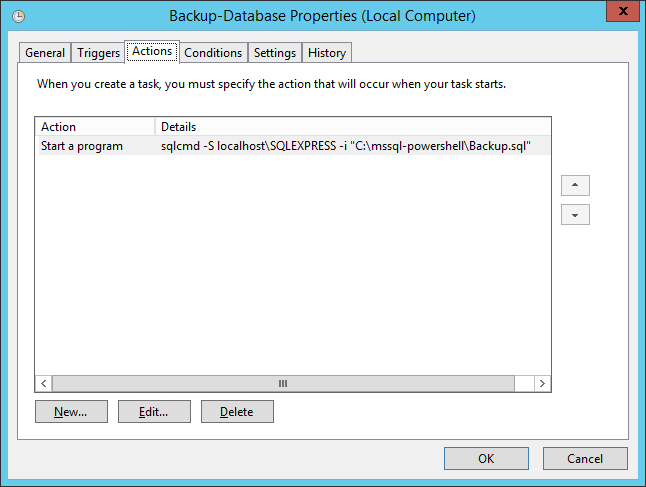 Backup-Database Properties (Local Computer)
x
General Triggers Actions Conditions Settings History
When you create a task, you must specify the action that will occur when your task starts.
Action Details
Start a program sqlcmd -S localhost\SQLEXPRESS -i "C:\mssql-powershell\Backup.sql"
New... Edit... Delete
OK Cancel